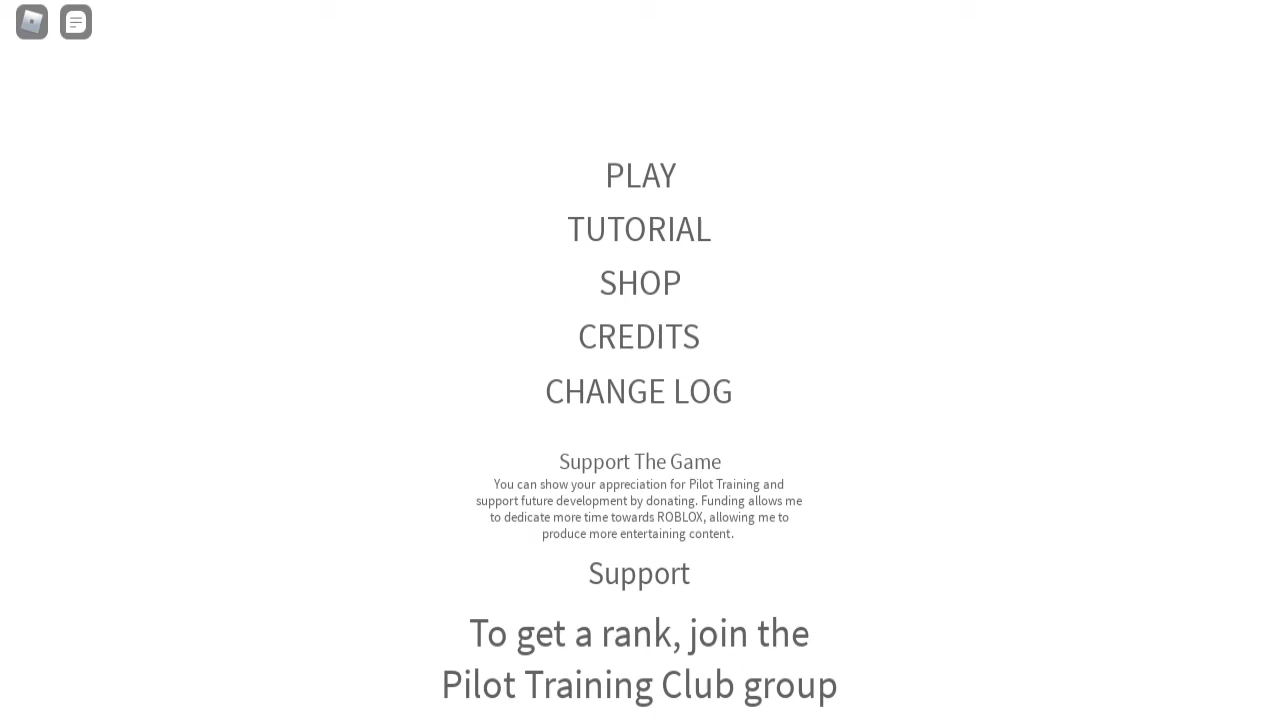 PLAY
TUTORIAL
SHOP
CREDITS
CHANGE LOG
Support The Game
You can show your appreciation for Pilot Training and
support future development by donating. Funding allows me
to dedicate more time towards ROBLOX, allowing me to
produce more entertaining content.
Support
To get a rank, join the
Pilot Training Club group